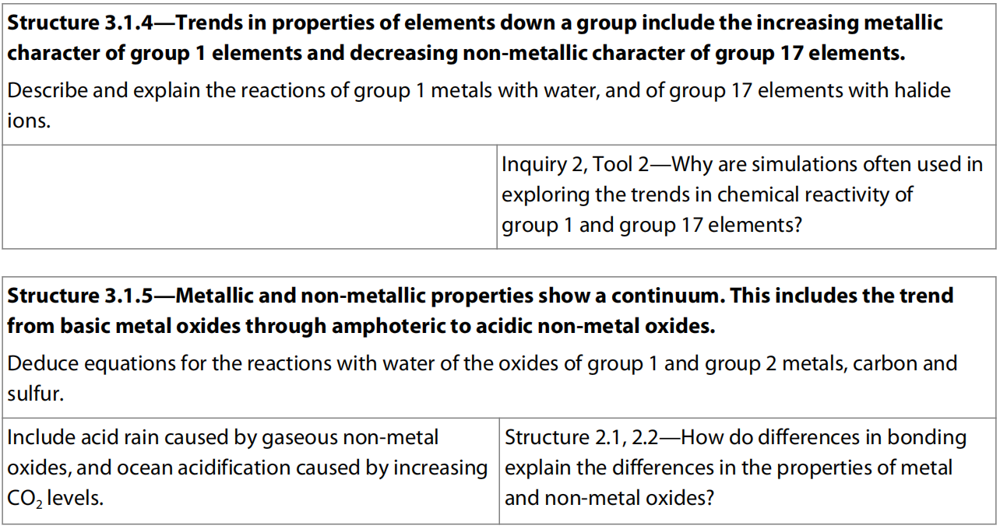 Structure 3.1.4—Trends in properties of elements down a group include the increasing metallic
character of group 1 elements and decreasing non-metallic character of group 17 elements.
Describe and explain the reactions of group 1 metals with water, and of group 17 elements with halide
ions.
Inquiry 2, Tool 2—Why are simulations often used in
exploring the trends in chemical reactivity of
group 1 and group 17 elements?
Structure 3.1.5—Metallic and non-metallic properties show a continuum. This includes the trend
from basic metal oxides through amphoteric to acidic non-metal oxides.
Deduce equations for the reactions with water of the oxides of group 1 and group 2 metals, carbon and
sulfur.
Include acid rain caused by gaseous non-metal
oxides, and ocean acidification caused by increasing
CO₂ levels.
Structure 2.1, 2.2—How do differences in bonding
explain the differences in the properties of metal
and non-metal oxides?